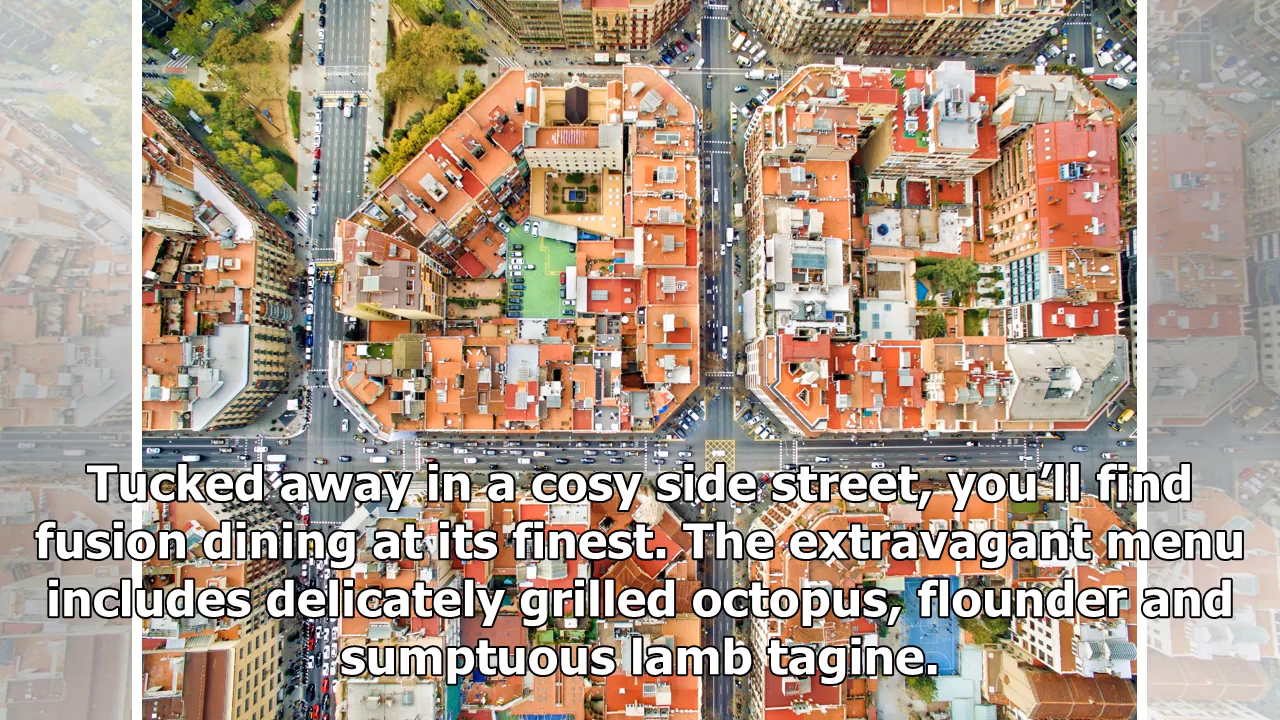 Tucked away in a cosy side street, you’ll find
fusion dining at its finest. The extravagant menu
includes delicately grilled octopus, flounder and
sumptuous lamb tagine.